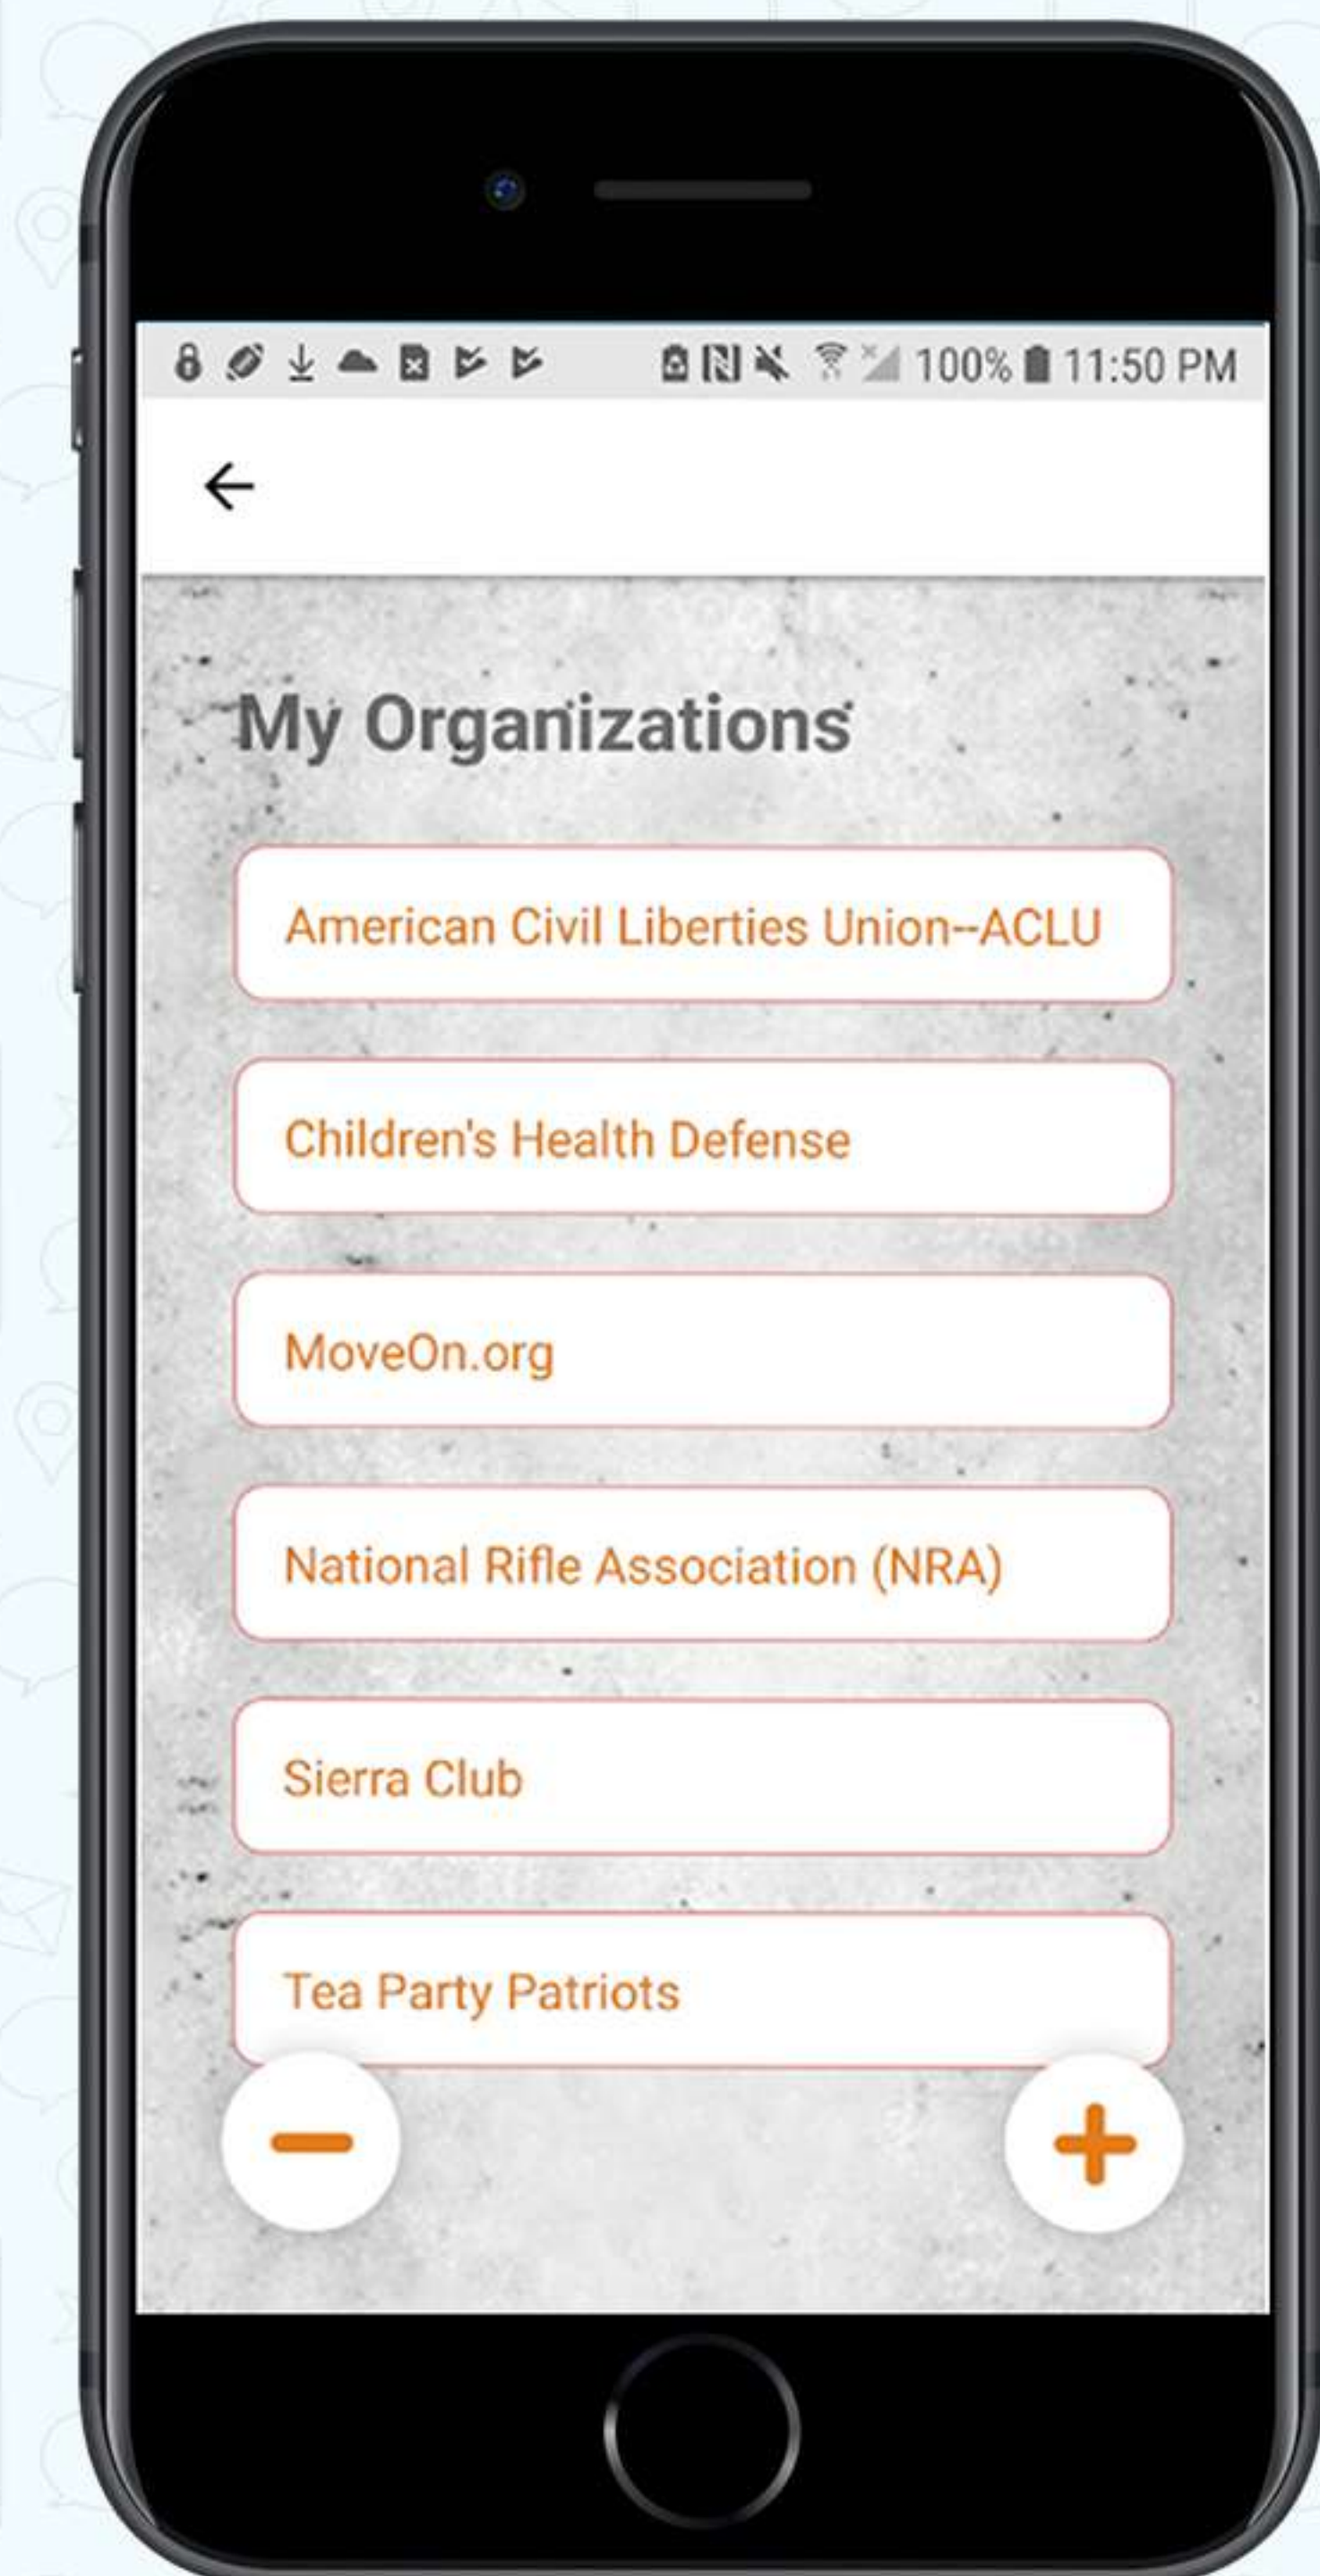 100% 11:50 PM
My Organizations
American Civil Liberties Union--ACLU
Children's Health Defense
MoveOn.org
National Rifle Association (NRA)
Sierra Club
Tea Party Patriots